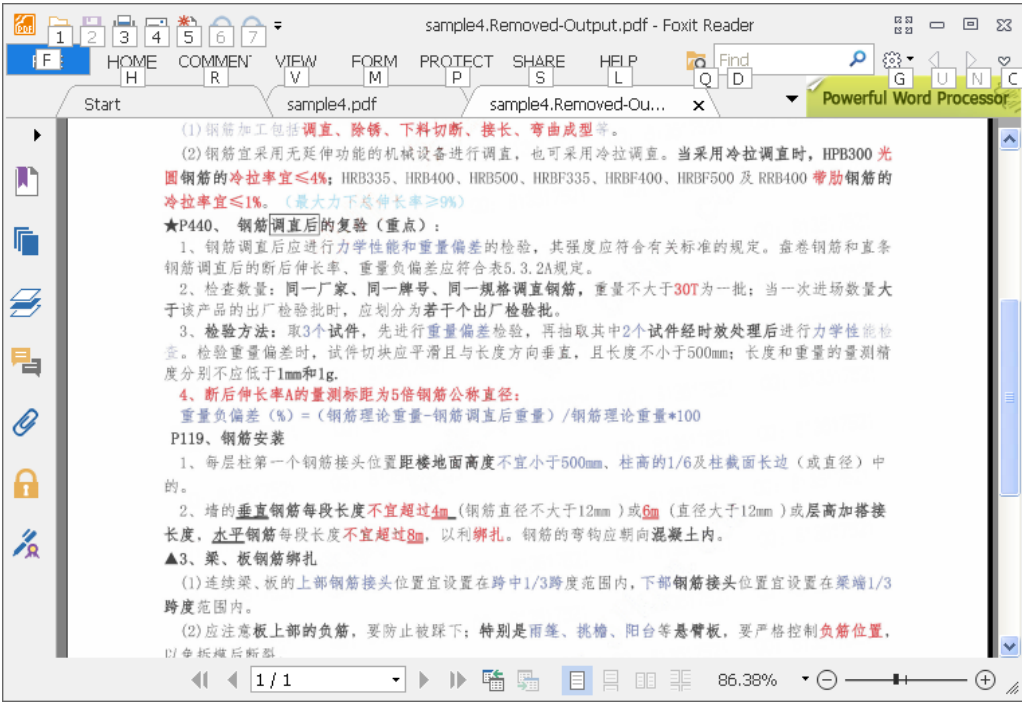 sample4.Removed-Output.pdf - Foxit Reader
1 2 3 4 5 6 7
F HOME COMMENT VIEW FORM PROTECT SHARE HELP Find
H R V M P S L Q D G U N C
Start sample4.pdf sample4.Removed-Ou... Powerful Word Processor
(1)钢筋加工包括调直、除锈、下料切断、接长、弯曲成型等。
(2)钢筋宜采用无延伸功能的机械设备进行调直，也可采用冷拉调直。当采用冷拉调直时，HPB300 光
圆钢筋的冷拉率宜≤4%；HRB335、HRB400、HRB500、HRBF335、HRBF400、HRBF500 及 RRB400 带肋钢筋的
冷拉率宜≤1%。（最大力下总伸长率≥9%）
★P440、 钢筋调直后的复验（重点）：
1、钢筋调直后应进行力学性能和重量偏差的检验，其强度应符合有关标准的规定。盘卷钢筋和直条
钢筋调直后的断后伸长率、重量负偏差应符合表5.3.2A规定。
2、检查数量：同一厂家、同一牌号、同一规格调直钢筋，重量不大于30T为一批；当一次进场数量大
于该产品的出厂检验批时，应划分为若干个出厂检验批。
3、检验方法：取3个试件，先进行重量偏差检验，再抽取其中2个试件经时效处理后进行力学性能检
查。检验重量偏差时，试件切块应平滑且与长度方向垂直，且长度不小于500mm；长度和重量的量测精
度分别不应低于1mm和1g.
4、断后伸长率A的量测标距为5倍钢筋公称直径：
重量负偏差（%）=（钢筋理论重量-钢筋调直后重量）/钢筋理论重量*100
P119、钢筋安装
1、每层柱第一个钢筋接头位置距楼地面高度不宜小于500mm、柱高的1/6及柱截面长边（或直径）中
的。
2、墙的垂直钢筋每段长度不宜超过4m（钢筋直径不大于12mm ）或6m （直径大于12mm ）或层高加搭接
长度，水平钢筋每段长度不宜超过8m，以利绑扎。钢筋的弯钩应朝向混凝土内。
▲3、梁、板钢筋绑扎
(1)连续梁、板的上部钢筋接头位置宜设置在跨中1/3跨度范围内，下部钢筋接头位置宜设置在梁端1/3
跨度范围内。
(2)应注意板上部的负筋，要防止被踩下；特别是雨篷、挑檐、阳台等悬臂板，要严格控制负筋位置，
以免拆模后断裂。
1 / 1 86.38%